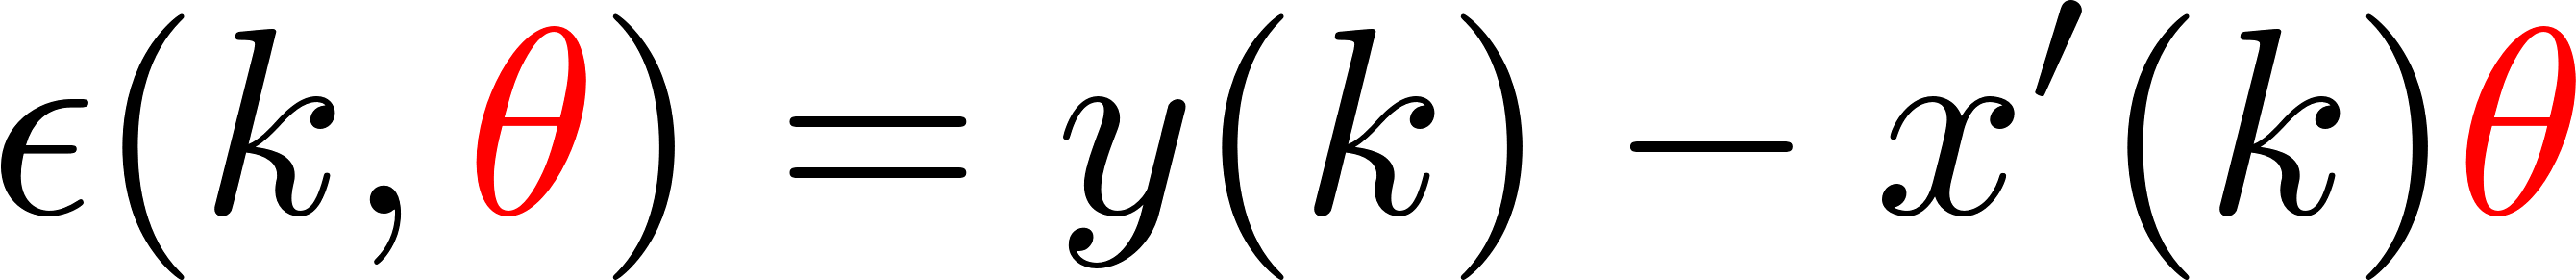 ϵ(k, θ) = y(k) − x′(k)θ